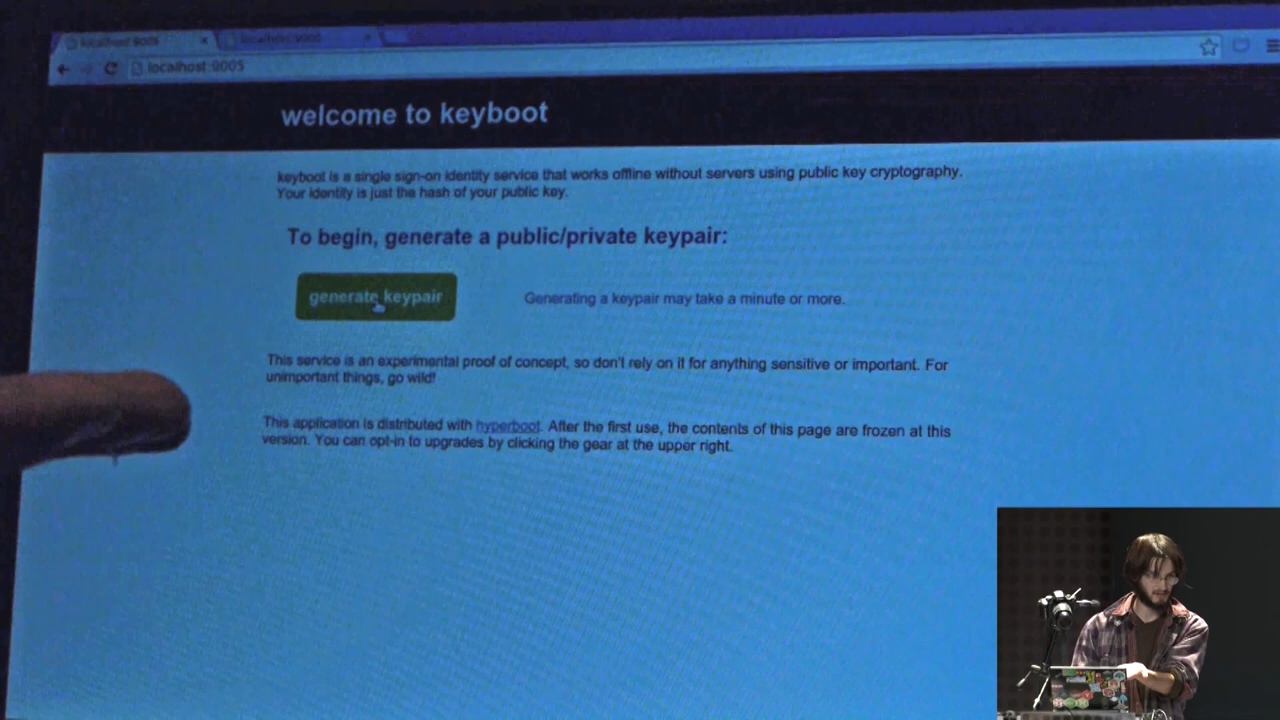 localhost:9005
localhost:9005
localhost:9005
welcome to keyboot
keyboot is a single sign-on identity service that works offline without servers using public key cryptography.
Your identity is just the hash of your public key.
To begin, generate a public/private keypair:
generate keypair
Generating a keypair may take a minute or more.
This service is an experimental proof of concept, so don't rely on it for anything sensitive or important. For
unimportant things, go wild!
This application is distributed with hyperboot. After the first use, the contents of this page are frozen at this
version. You can opt-in to upgrades by clicking the gear at the upper right.